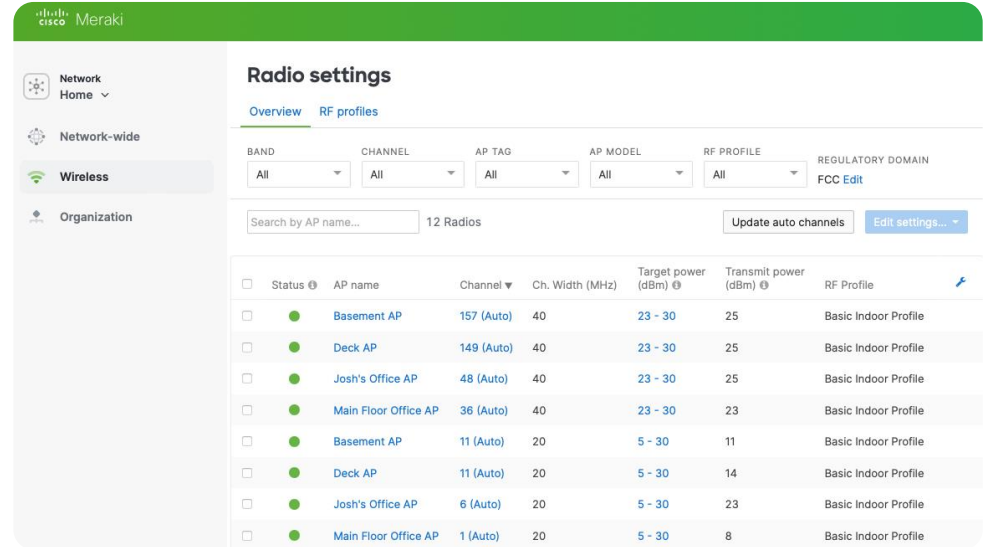 cisco Meraki
Network
Home
Network-wide
Wireless
Organization
Radio settings
Overview RF profiles
BAND CHANNEL AP TAG AP MODEL RF PROFILE REGULATORY DOMAIN
All All All All All FCC Edit
Search by AP name... 12 Radios Update auto channels Edit settings...
Status AP name Channel ▼ Ch. Width (MHz) Target power (dBm) Transmit power (dBm) RF Profile
Basement AP 157 (Auto) 40 23 - 30 25 Basic Indoor Profile
Deck AP 149 (Auto) 40 23 - 30 25 Basic Indoor Profile
Josh's Office AP 48 (Auto) 40 23 - 30 25 Basic Indoor Profile
Main Floor Office AP 36 (Auto) 40 23 - 30 23 Basic Indoor Profile
Basement AP 11 (Auto) 20 5 - 30 11 Basic Indoor Profile
Deck AP 11 (Auto) 20 5 - 30 14 Basic Indoor Profile
Josh's Office AP 6 (Auto) 20 5 - 30 23 Basic Indoor Profile
Main Floor Office AP 1 (Auto) 20 5 - 30 8 Basic Indoor Profile